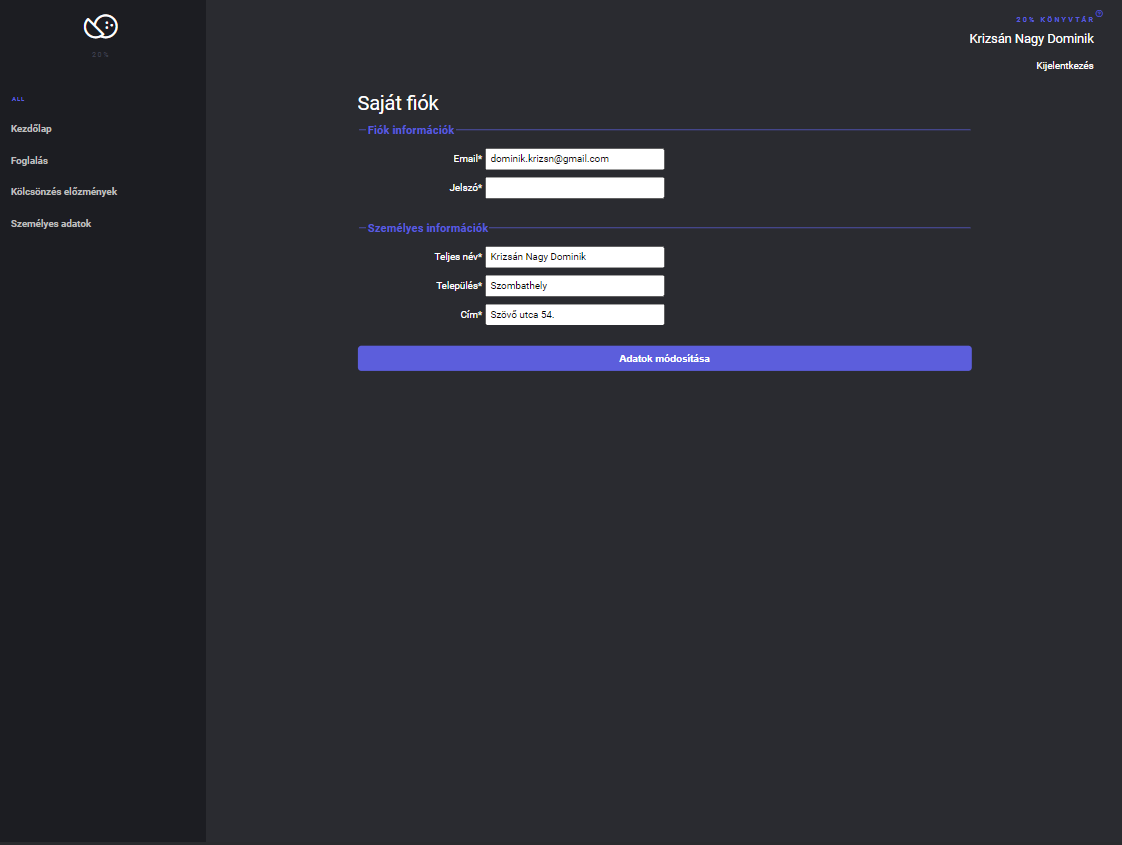 20%
20% KÖNYVTÁR
Krizsán Nagy Dominik
Kijelentkezés
ALL
Kezdőlap
Foglalás
Kölcsönzés előzmények
Személyes adatok
Saját fiók
Fiók információk
Email* dominik.krizsn@gmail.com
Jelszó*
Személyes információk
Teljes név* Krizsán Nagy Dominik
Település* Szombathely
Cím* Szövő utca 54.
Adatok módosítása